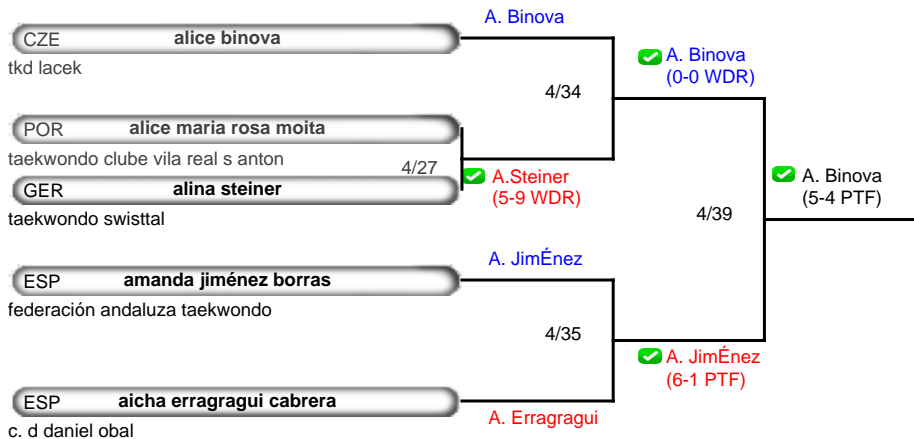 A. Binova
CZE alice binova
tkd lacek
A. Binova
(0-0 WDR)
4/34
POR alice maria rosa moita
taekwondo clube vila real s anton
4/27
GER alina steiner
taekwondo swisttal
A.Steiner
(5-9 WDR)
A. Binova
(5-4 PTF)
4/39
A. JimÉnez
ESP amanda jiménez borras
federación andaluza taekwondo
4/35
A. JimÉnez
(6-1 PTF)
ESP aicha erragragui cabrera
A. Erragragui
c. d daniel obal